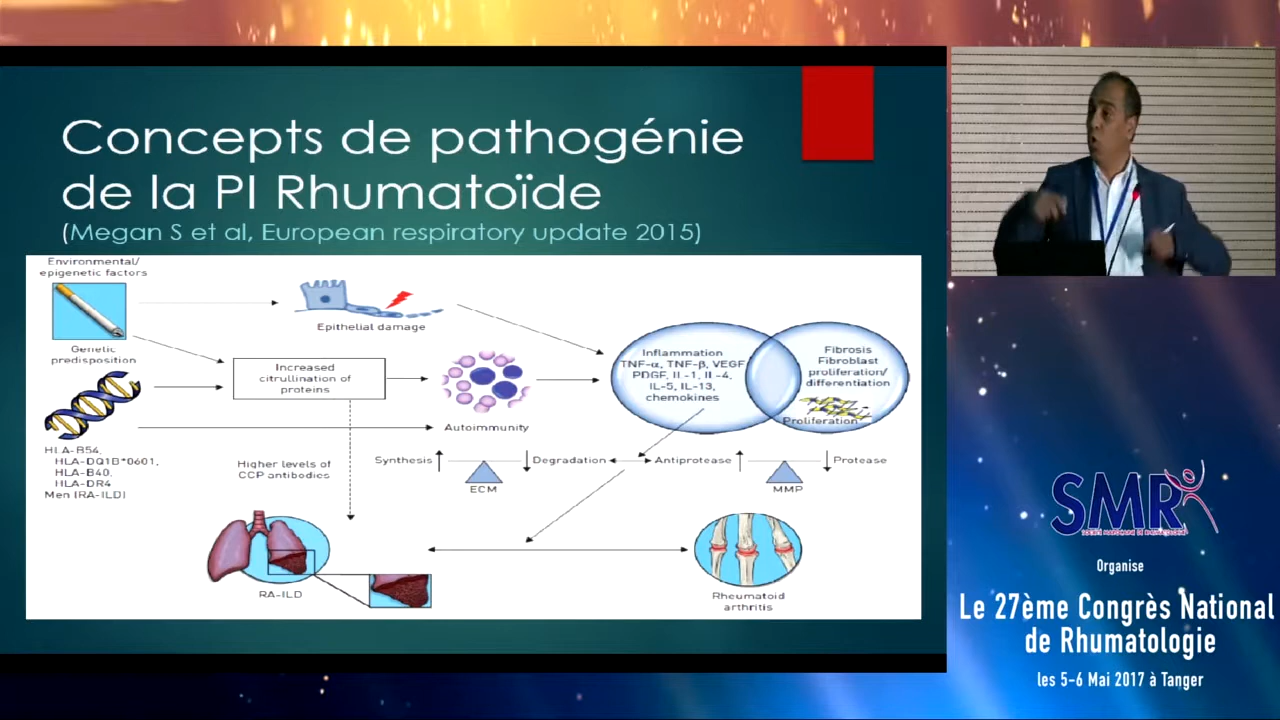 Concepts de pathogénie
de la PI Rhumatoïde
(Megan S et al, European respiratory update 2015)
Environmental/
epigenetic factors
Epithelial damage
Genetic
predisposition
Increased
citrullination of
proteins
Autoimmunity
Inflammation
TNF-α, TNF-β, VEGF
PDGF, IL-1, IL-4,
IL-5, IL-13,
chemokines
Fibrosis
Fibroblast
proliferation/
differentiation
Proliferation
HLA-B54,
HLA-DQ1B*0601,
HLA-B40,
HLA-DR4
Men (RA-ILD)
Higher levels of
CCP antibodies
Synthesis
Degradation
Antiprotease
Protease
ECM
MMP
RA-ILD
Rheumatoid
arthritis
SMR
Organise
Le 27ème Congrès National
de Rhumatologie
les 5-6 Mai 2017 à Tanger